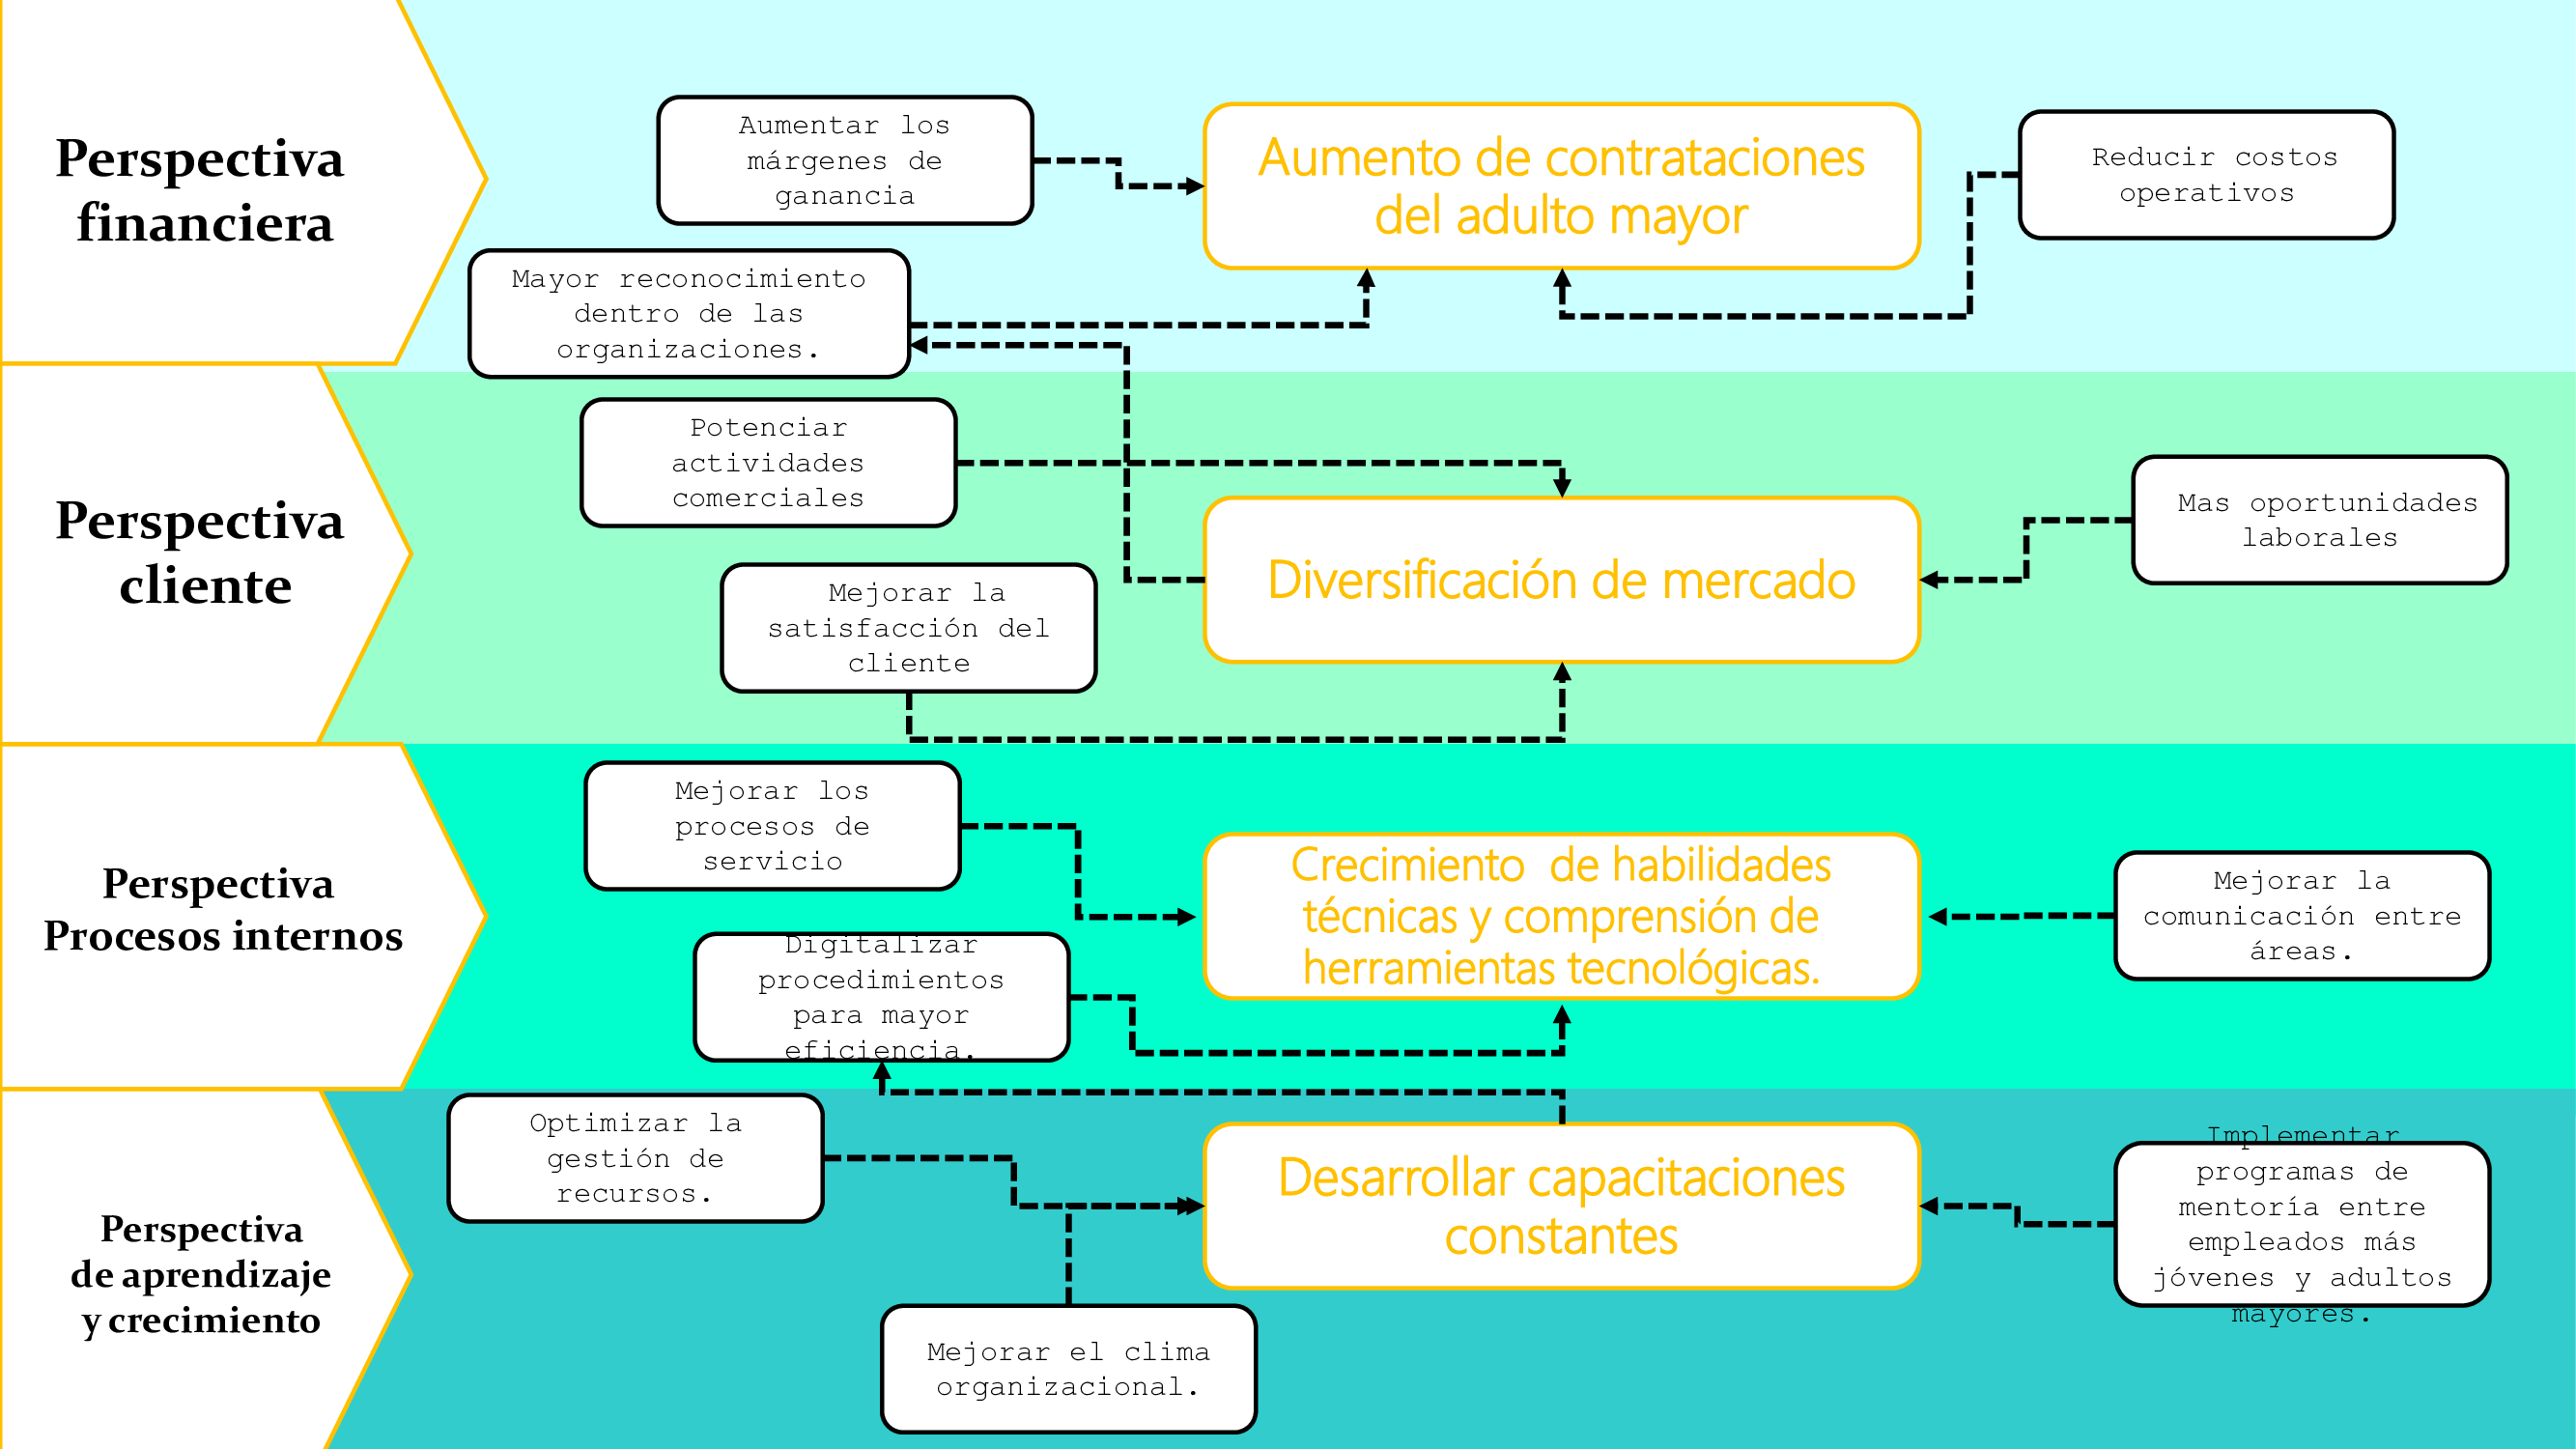 Perspectiva
financiera
Aumentar los
márgenes de
ganancia
Aumento de contrataciones
del adulto mayor
Reducir costos
operativos
Mayor reconocimiento
dentro de las
organizaciones.
Perspectiva
cliente
Potenciar
actividades
comerciales
Mas oportunidades
laborales
Diversificación de mercado
Mejorar la
satisfacción del
cliente
Perspectiva
Procesos internos
Mejorar los
procesos de
servicio
Crecimiento de habilidades
técnicas y comprensión de
herramientas tecnológicas.
Mejorar la
comunicación entre
áreas.
Digitalizar
procedimientos
para mayor
eficiencia.
Perspectiva
de aprendizaje
y crecimiento
Optimizar la
gestión de
recursos.
Desarrollar capacitaciones
constantes
Implementar
programas de
mentoría entre
empleados más
jóvenes y adultos
mayores.
Mejorar el clima
organizacional.